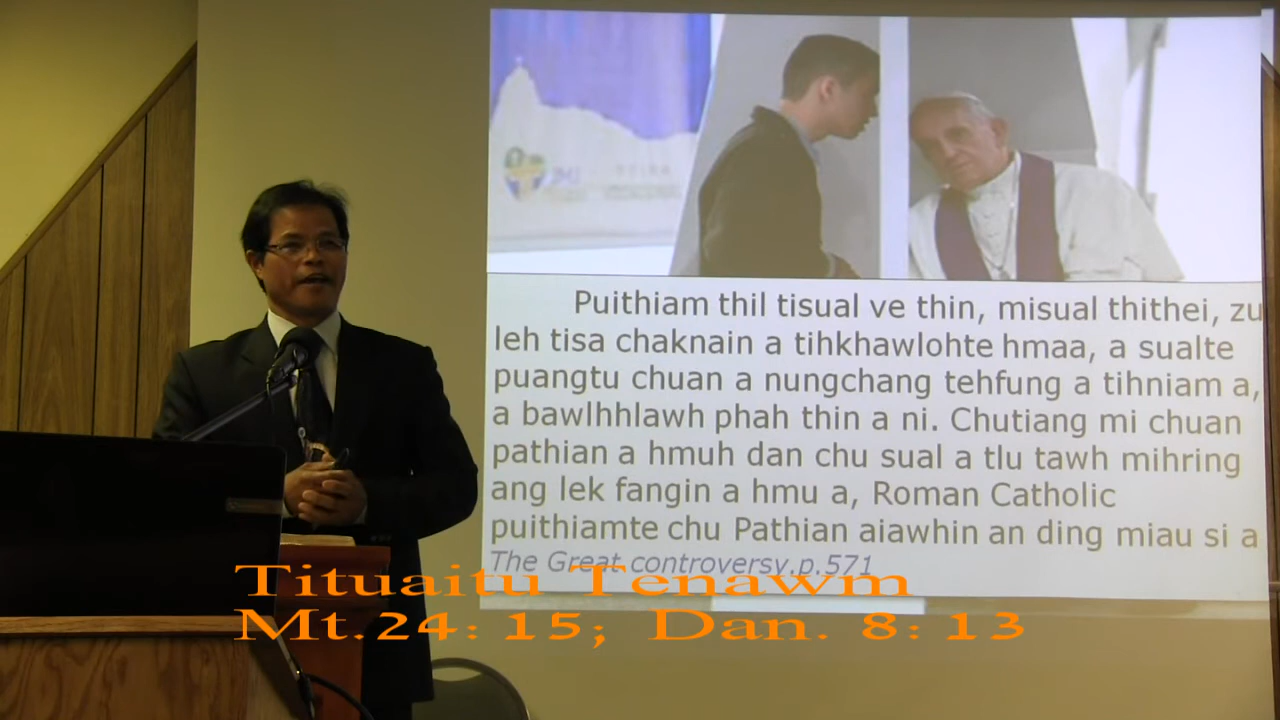 Puithiam thil tisual ve thin, misual thithei, zu
leh tisa chaknain a tihkhawlohte hmaa, a sualte
puangtu chuan a nungchang tehfung a tihniam a,
a bawlhhlawh phah thin a ni. Chutiang mi chuan
pathian a hmuh dan chu sual a tlu tawh mihring
ang lek fangin a hmu a, Roman Catholic
puithiamte chu Pathian aiawhin an ding miau si a
The Great controversy.p.571
Tituaitu Tenawm
Mt.24:15; Dan. 8:13